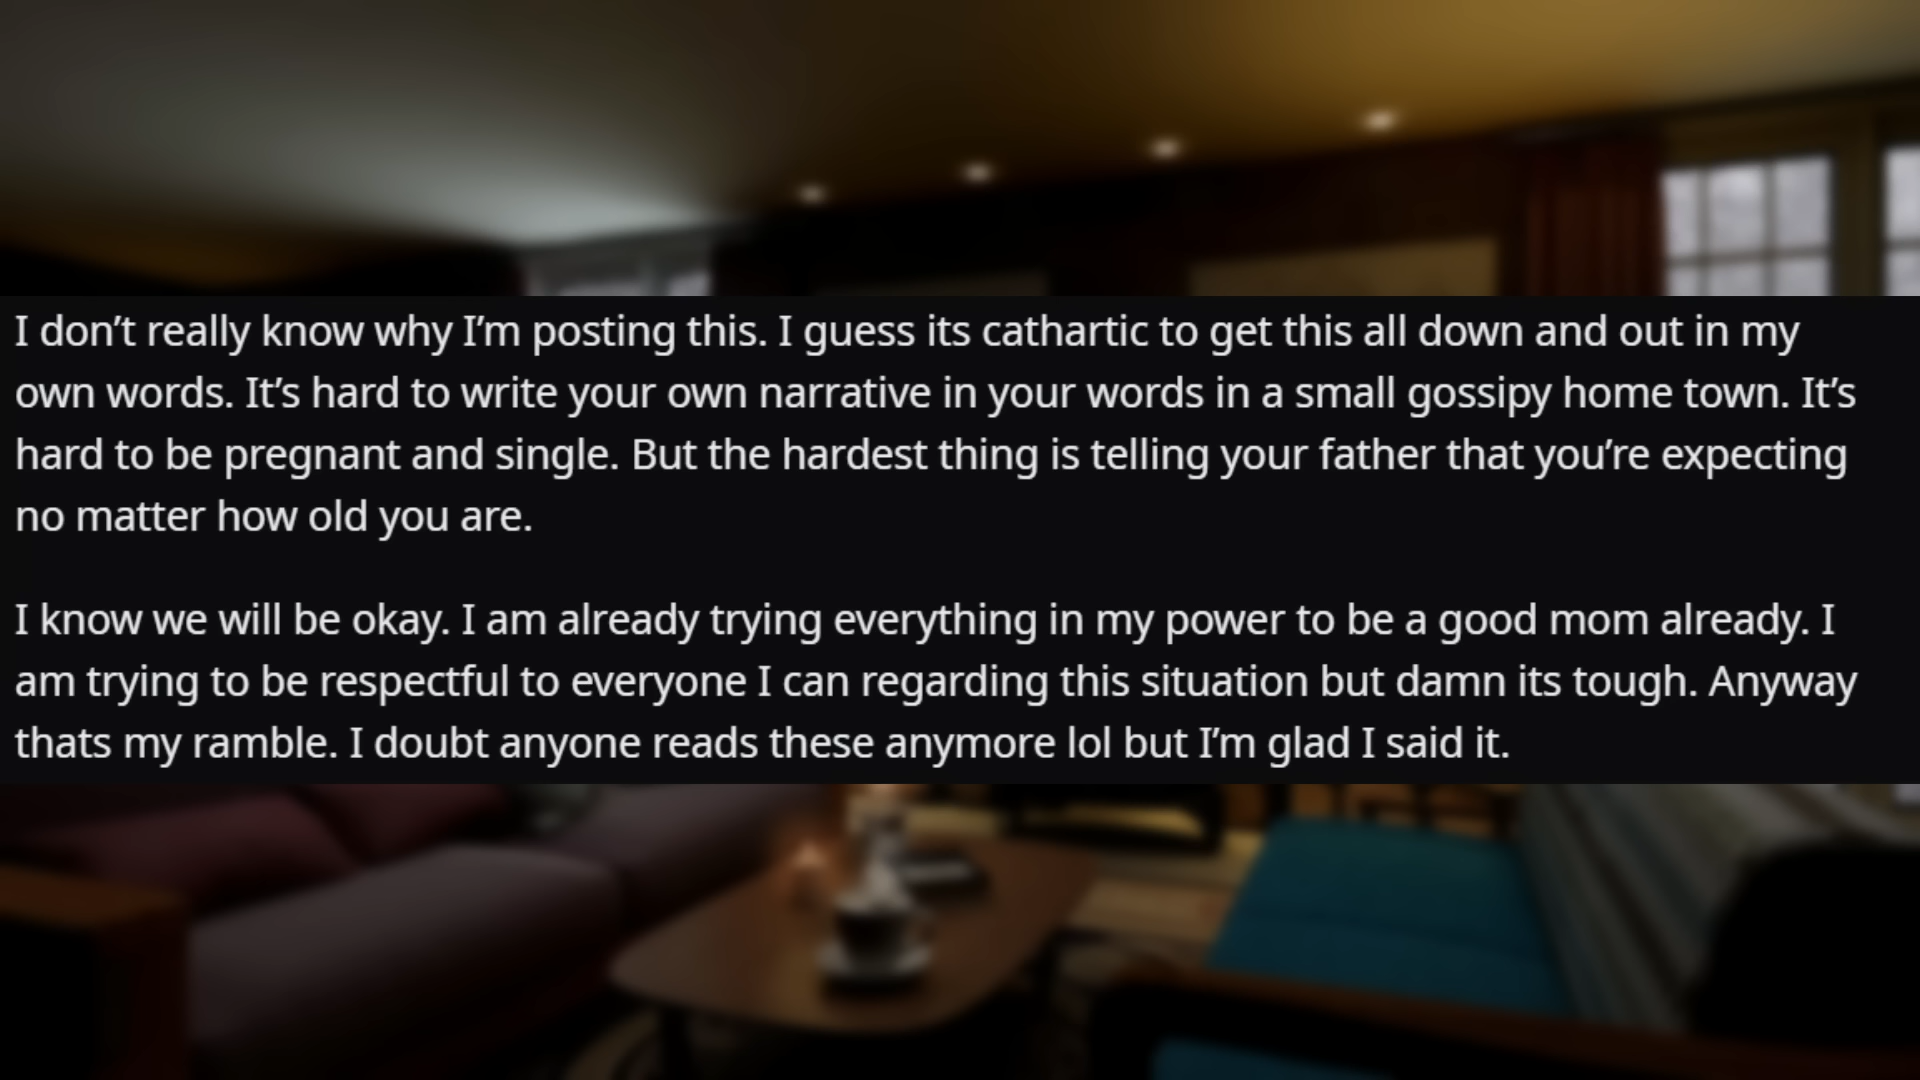 I don’t really know why I’m posting this. I guess its cathartic to get this all down and out in my
own words. It’s hard to write your own narrative in your words in a small gossipy home town. It’s
hard to be pregnant and single. But the hardest thing is telling your father that you’re expecting
no matter how old you are.
I know we will be okay. I am already trying everything in my power to be a good mom already. I
am trying to be respectful to everyone I can regarding this situation but damn its tough. Anyway
thats my ramble. I doubt anyone reads these anymore lol but I’m glad I said it.